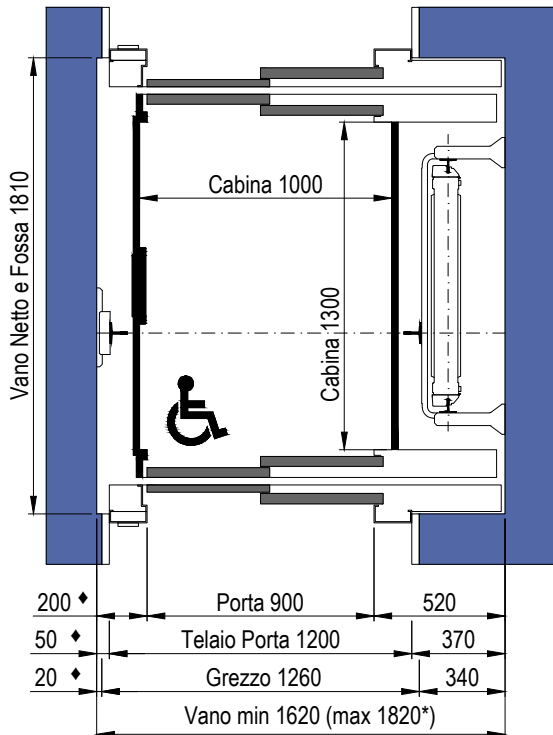 Vano Netto e Fossa 1810
Cabina 1000
Cabina 1300
200 ♦ Porta 900 520
50 ♦ Telaio Porta 1200 370
20 ♦ Grezzo 1260 340
Vano min 1620 (max 1820*)